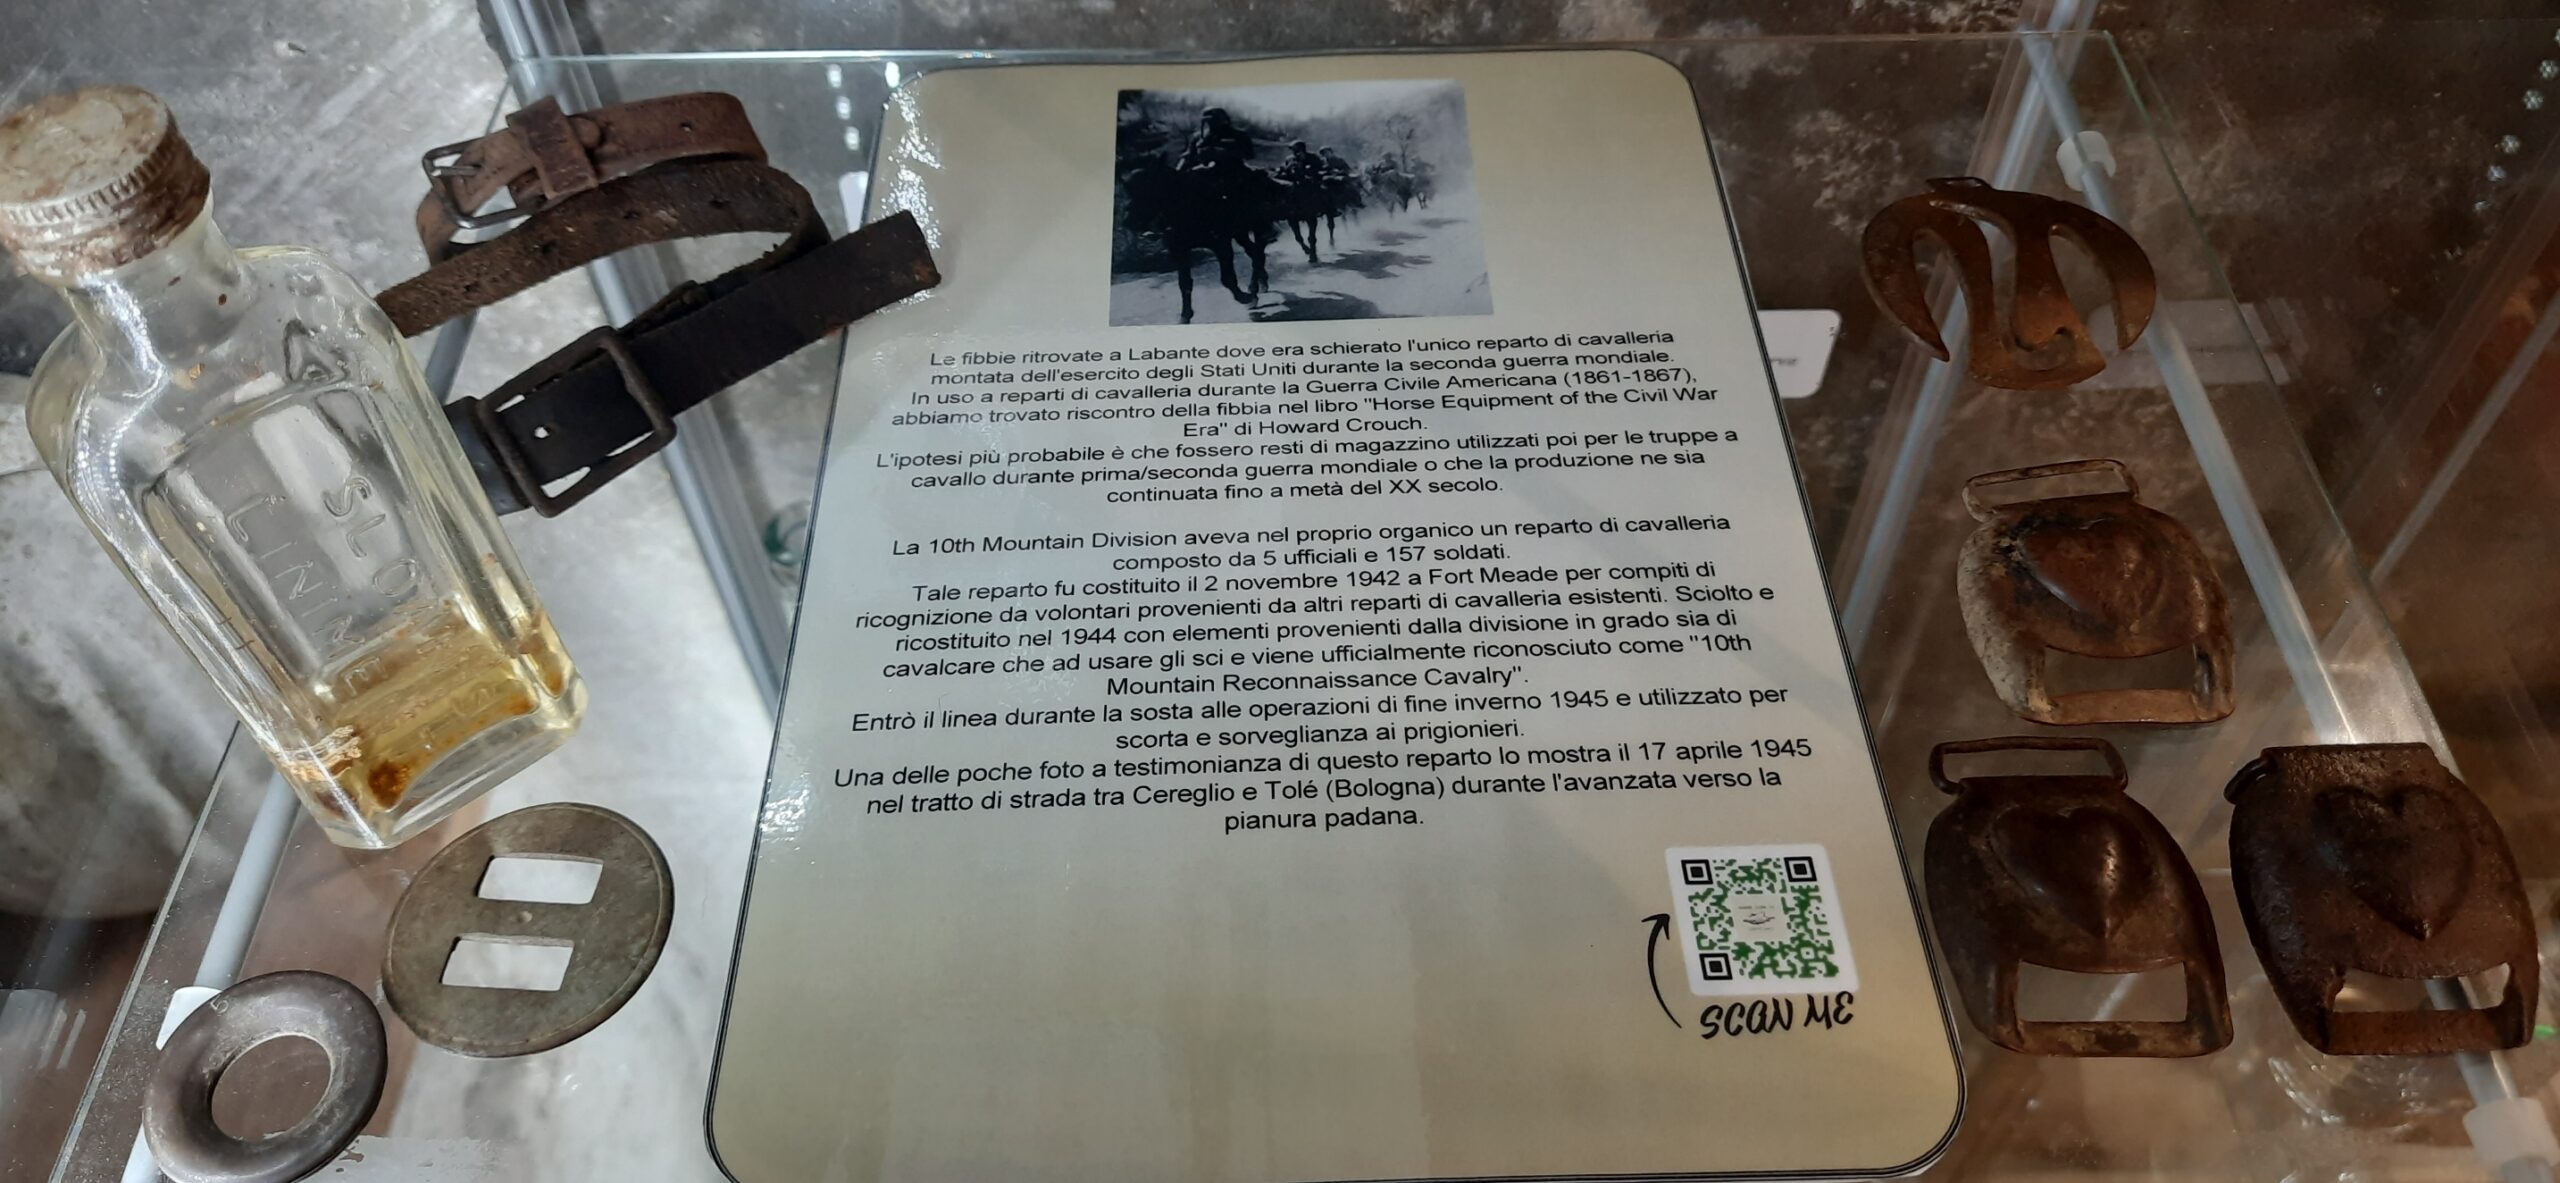 SLOAN'S
LINIMENT
Le fibbie ritrovate a Labante dove era schierato l'unico reparto di cavalleria
montata dell'esercito degli Stati Uniti durante la seconda guerra mondiale.
In uso a reparti di cavalleria durante la Guerra Civile Americana (1861-1867),
abbiamo trovato riscontro della fibbia nel libro "Horse Equipment of the Civil War
Era" di Howard Crouch.
L'ipotesi più probabile è che fossero resti di magazzino utilizzati poi per le truppe a
cavallo durante prima/seconda guerra mondiale o che la produzione ne sia
continuata fino a metà del XX secolo.
La 10th Mountain Division aveva nel proprio organico un reparto di cavalleria
composto da 5 ufficiali e 157 soldati.
Tale reparto fu costituito il 2 novembre 1942 a Fort Meade per compiti di
ricognizione da volontari provenienti da altri reparti di cavalleria esistenti. Sciolto e
ricostituito nel 1944 con elementi provenienti dalla divisione in grado sia di
cavalcare che ad usare gli sci e viene ufficialmente riconosciuto come "10th
Mountain Reconnaissance Cavalry".
Entrò il linea durante la sosta alle operazioni di fine inverno 1945 e utilizzato per
scorta e sorveglianza ai prigionieri.
Una delle poche foto a testimonianza di questo reparto lo mostra il 17 aprile 1945
nel tratto di strada tra Cereglio e Tolé (Bologna) durante l'avanzata verso la
pianura padana.
SCAN ME